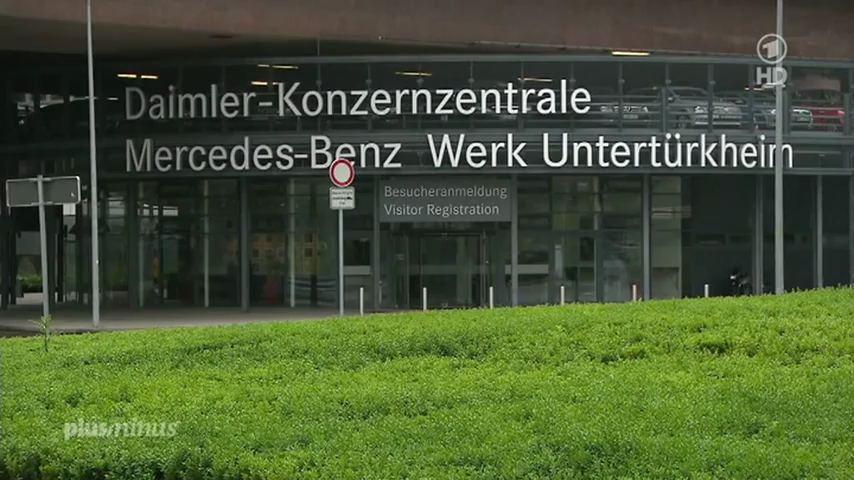 1
HD
Daimler-Konzernzentrale
Mercedes-Benz Werk Untertürkheim
Besucheranmeldung
Visitor Registration
plusminus